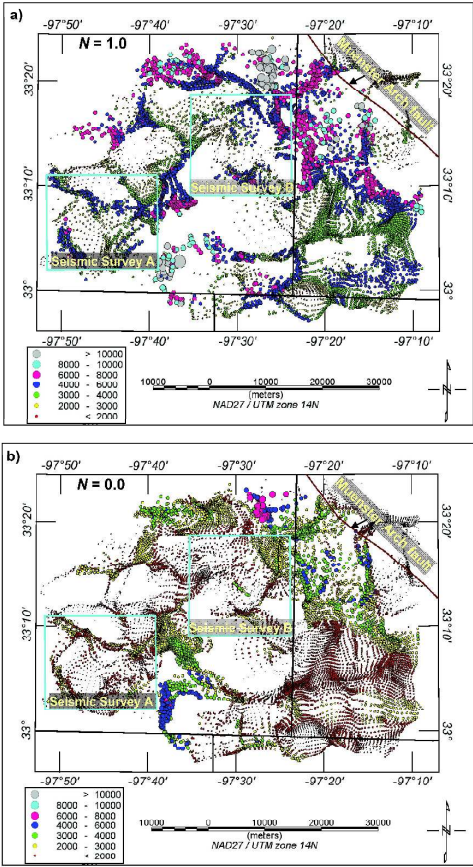 a)
-97°50' -97°40' -97°30' -97°20' -97°10'
N = 1.0
33°20'
33°20'
Muenster Arch fault
Seismic Survey B
33°10'
33°10'
Seismic Survey A
33°
33°
-97°50' -97°40' -97°30' -97°20' -97°10'
> 10000
8000 - 10000
6000 - 8000
4000 - 6000
3000 - 4000
2000 - 3000
< 2000
10000 0 10000 20000 30000
(meters)
NAD27 / UTM zone 14N
N
b)
-97°50' -97°40' -97°30' -97°20' -97°10'
N = 0.0
33°20'
33°20'
Muenster Arch fault
33°10'
33°10'
Seismic Survey B
Seismic Survey A
33°
33°
-97°50' -97°40' -97°30' -97°20' -97°10'
> 10000
8000 - 10000
6000 - 8000
4000 - 6000
3000 - 4000
2000 - 3000
< 2000
10000 0 10000 20000 30000
(meters)
NAD27 / UTM zone 14N
N